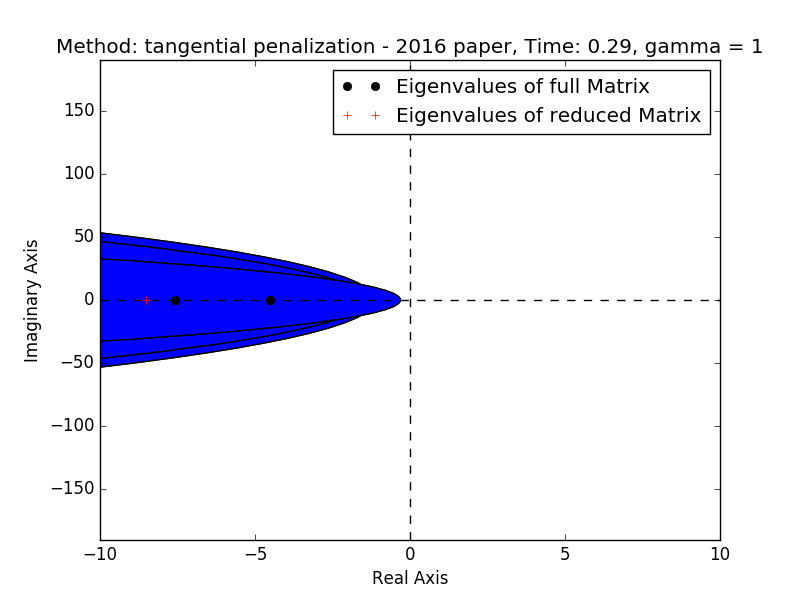 Method: tangential penalization - 2016 paper, Time: 0.29, gamma = 1
Eigenvalues of full Matrix
Eigenvalues of reduced Matrix
150
100
50
0
−50
−100
−150
Imaginary Axis
−10
−5
0
5
10
Real Axis